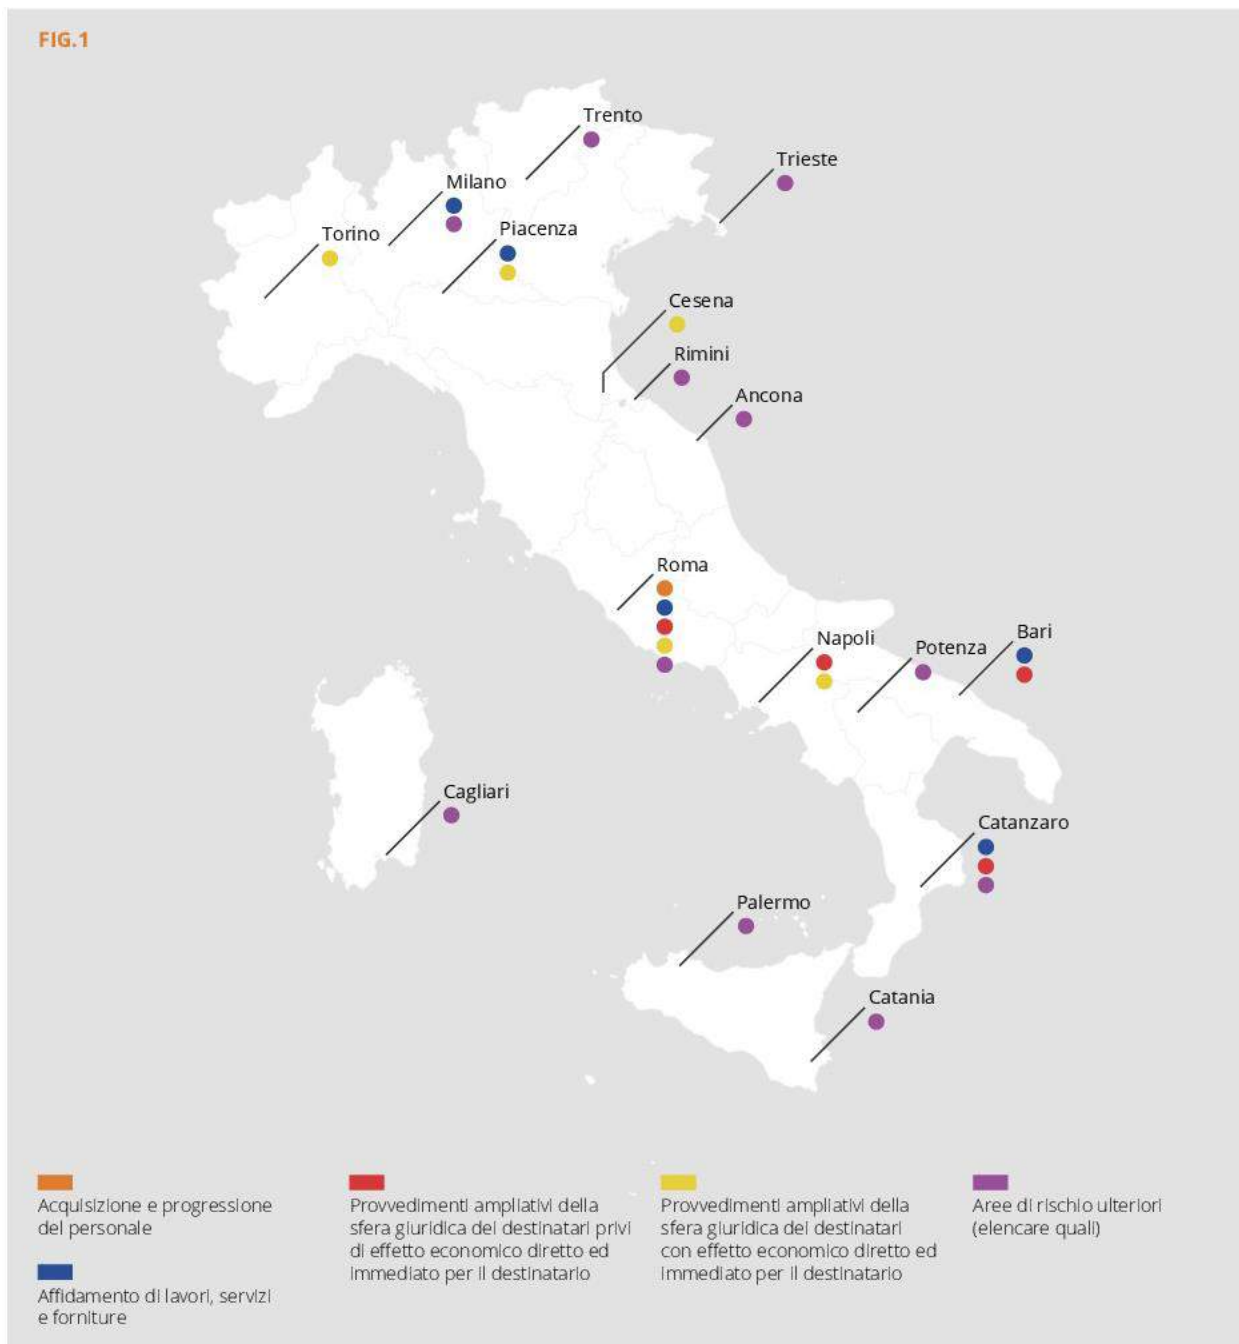 FIG.1
Trento
Trieste
Milano
Piacenza
Torino
Cesena
Rimini
Ancona
Roma
Napoli
Potenza
Bari
Cagliari
Catanzaro
Palermo
Catania
Acquisizione e progressione
del personale
Affidamento di lavori, servizi
e forniture
Provvedimenti ampliativi della
sfera giuridica dei destinatari privi
di effetto economico diretto ed
immediato per il destinatario
Provvedimenti ampliativi della
sfera giuridica dei destinatari
con effetto economico diretto ed
immediato per il destinatario
Aree di rischio ulteriori
(elencare quali)